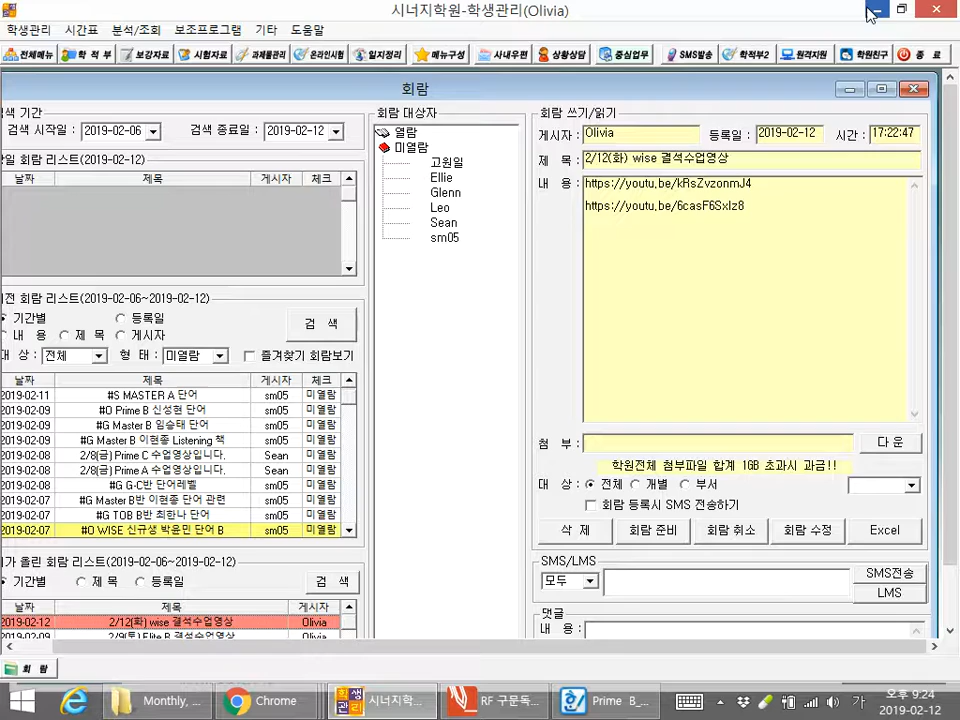 시너지학원-학생관리(Olivia)
학생관리 시간표 분석/조회 보조프로그램 기타 도움말
전체메뉴 학 적 부 보강자료 시험자료 과제물관리 온라인시험 일지정리 메뉴구성 사내우편 상황상담 중심업무 SMS발송 학적부2 원격지원 학원친구 종 료
회람
검색 기간
검색 시작일 : 2019-02-06 검색 종료일 : 2019-02-12
일 회람 리스트(2019-02-12)
날짜 제목 게시자 체크
전 회람 리스트(2019-02-06~2019-02-12)
기간별 등록일
내 용 제 목 게시자
검 색
대 상 : 전체 형 태 : 미열람 즐겨찾기 회람보기
날짜 제목 게시자 체크
2019-02-11 #S MASTER A 단어 sm05 미열람
2019-02-09 #O Prime B 신성현 단어 sm05 미열람
2019-02-09 #G Master B 임승태 단어 sm05 미열람
2019-02-09 #G Master B 이현종 Listening 책 sm05 미열람
2019-02-08 2/8(금) Prime C 수업영상입니다. Sean 미열람
2019-02-08 2/8(금) Prime A 수업영상입니다. Sean 미열람
2019-02-08 #G G-C반 단어레벨 sm05 미열람
2019-02-07 #G Master B반 이현종 단어 관련 sm05 미열람
2019-02-07 #G TOB B반 최한나 단어 sm05 미열람
2019-02-07 #O WISE 신규생 박윤민 단어 B sm05 미열람
가 올린 회람 리스트(2019-02-06~2019-02-12)
기간별 제 목 등록일 검 색
날짜 제목 게시자
2019-02-12 2/12(화) wise 결석수업영상 Olivia
2019-02-09 2/9(토) Elite B 결석수업영상 Olivia
회람 대상자
열람
미열람
고원일
Ellie
Glenn
Leo
Sean
sm05
회람 쓰기/읽기
게시자 : Olivia 등록일 : 2019-02-12 시간 : 17:22:47
제 목 : 2/12(화) wise 결석수업영상
내 용 : https://youtu.be/kRsZvzonmJ4
https://youtu.be/6casF6SxIz8
첨 부 : 다 운
학원전체 첨부파일 합계 1GB 초과시 과금!!
대 상 : 전체 개별 부서
회람 등록시 SMS 전송하기
삭 제 회람 준비 회람 취소 회람 수정 Excel
SMS/LMS
모두 SMS전송
LMS
댓글
내 용 :
회 람
Monthly, ... Chrome 시너지학... RF 구문독... Prime B_... 가 오후 9:24
2019-02-12